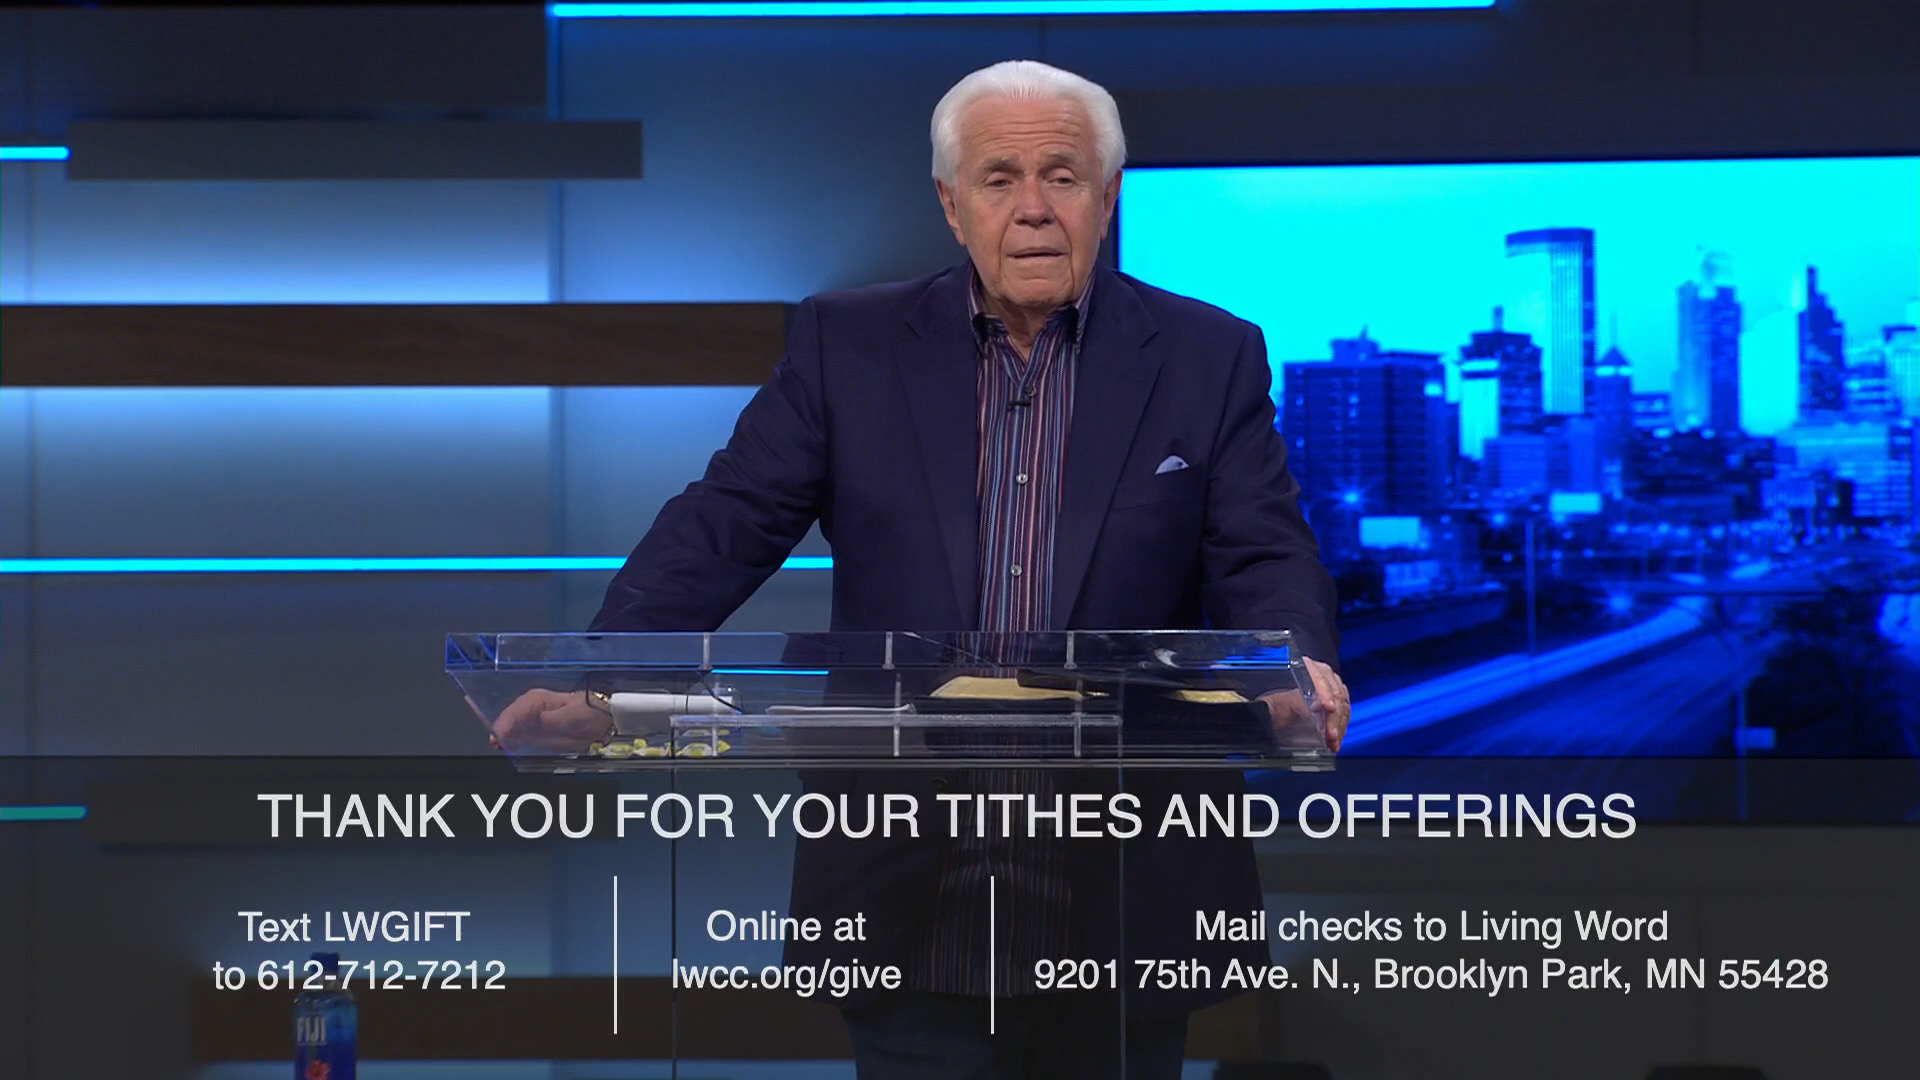 THANK YOU FOR YOUR TITHES AND OFFERINGS
Text LWGIFT
to 612-712-7212
Online at
lwcc.org/give
Mail checks to Living Word
9201 75th Ave. N., Brooklyn Park, MN 55428
FIJI